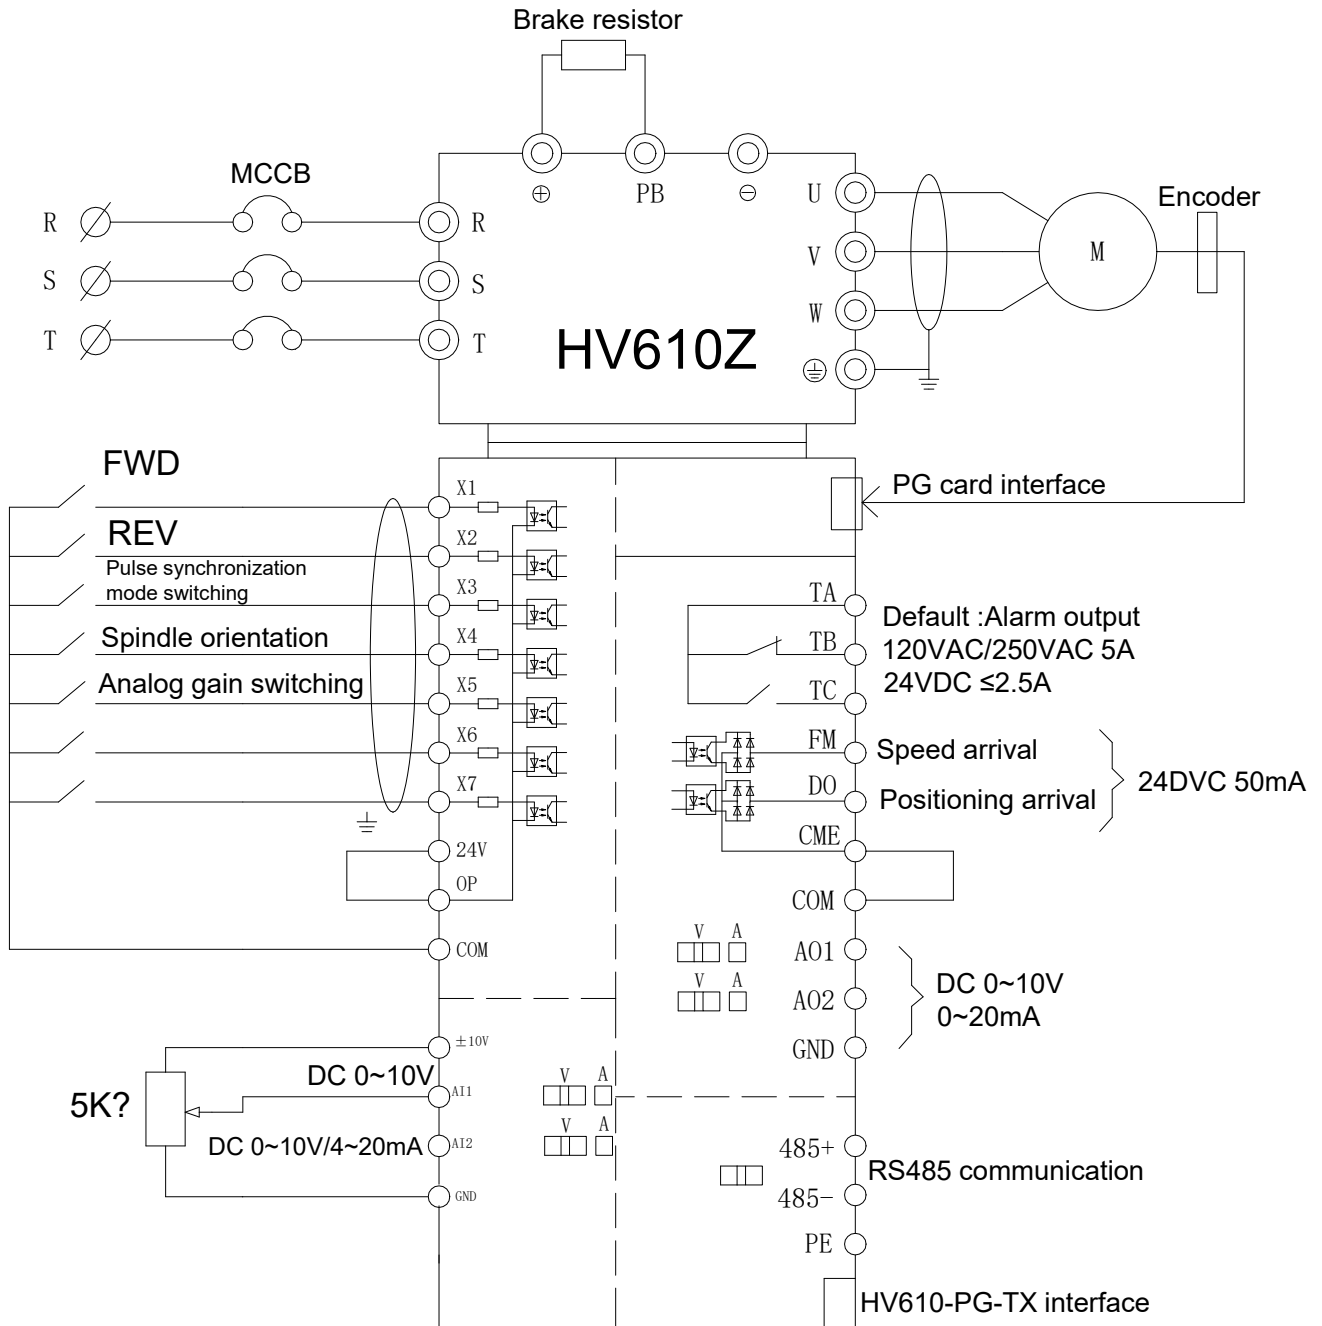 Brake resistor
MCCB
R
S
T
R
S
T
⊕
PB
⊖
U
V
W
HV610Z
M
Encoder
FWD
REV
Pulse synchronization
mode switching
Spindle orientation
Analog gain switching
X1
X2
X3
X4
X5
X6
X7
24V
OP
COM
±10V
DC 0~10V
AI1
5K?
DC 0~10V/4~20mA
AI2
GND
V A
V A
PG card interface
TA
TB
TC
Default :Alarm output
120VAC/250VAC 5A
24VDC ≤2.5A
FM
Speed arrival
DO
Positioning arrival
24DVC 50mA
CME
COM
V A
AO1
V A
AO2
DC 0~10V
0~20mA
GND
485+
RS485 communication
485-
PE
HV610-PG-TX interface